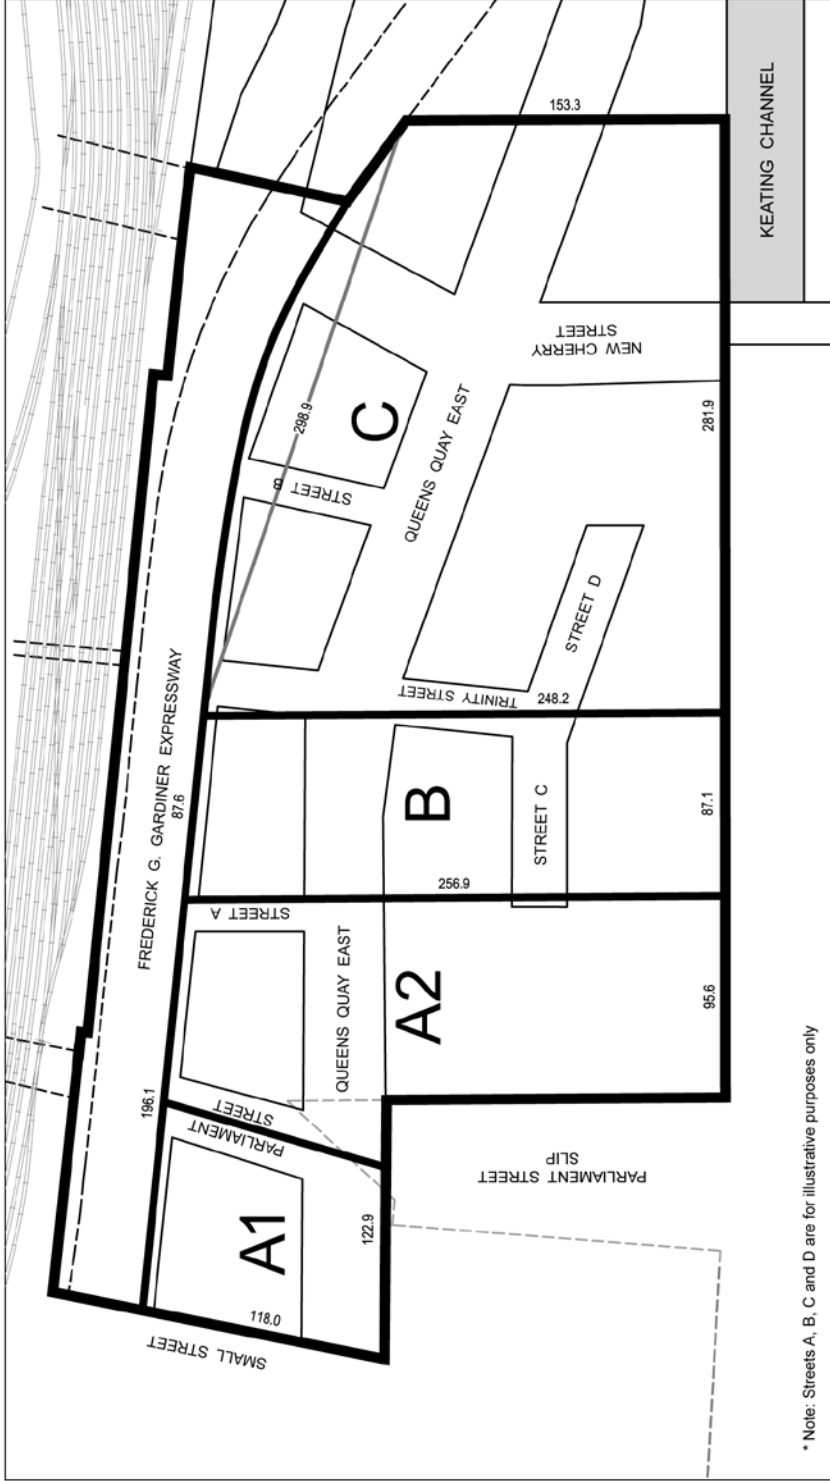 FREDERICK G. GARDINER EXPRESSWAY
196.1
87.6
298.9
153.3
SMALL STREET
118.0
A1
122.9
PARLIAMENT
STREET
STREET A
QUEENS QUAY EAST
A2
95.6
PARLIAMENT STREET
SLIP
256.9
B
STREET C
87.1
TRINITY STREET
248.2
STREET D
STREET B
C
QUEENS QUAY EAST
NEW CHERRY
STREET
281.9
KEATING CHANNEL
* Note: Streets A, B, C and D are for illustrative purposes only